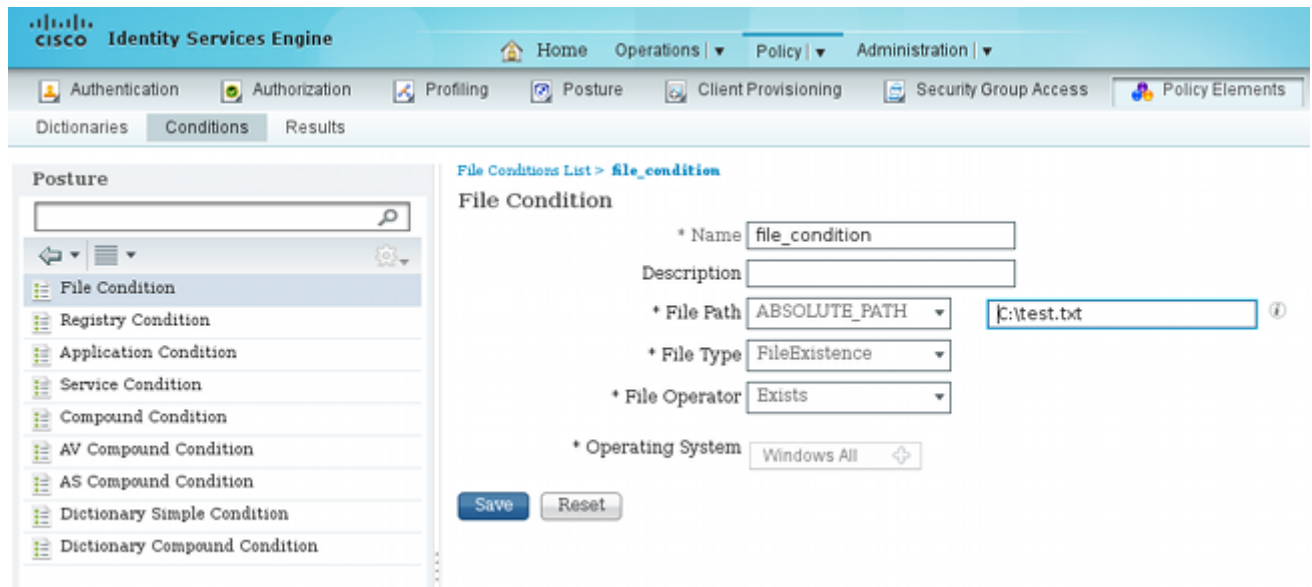 CISCO Identity Services Engine
Home Operations | ▼ Policy | ▼ Administration | ▼
Authentication Authorization Profiling Posture Client Provisioning Security Group Access Policy Elements
Dictionaries Conditions Results
Posture
File Condition
Registry Condition
Application Condition
Service Condition
Compound Condition
AV Compound Condition
AS Compound Condition
Dictionary Simple Condition
Dictionary Compound Condition
File Conditions List > file_condition
File Condition
* Name file_condition
Description
* File Path ABSOLUTE_PATH C:\test.txt
* File Type FileExistence
* File Operator Exists
* Operating System Windows All
Save Reset